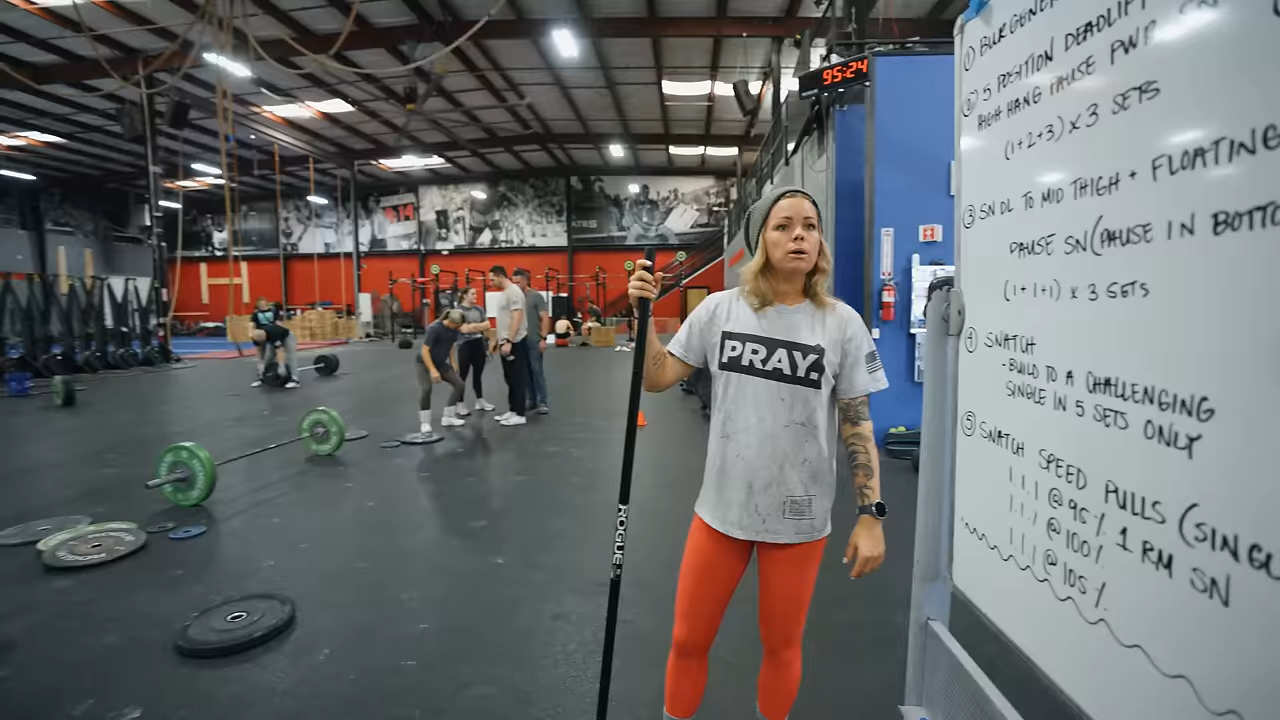 95:24
PRAY.
ROGUE
① BURGENER
② 5 POSITION DEADLIFT
HIGH HANG PAUSE PWR SN
(1+2+3) x 3 SETS
③ SN DL TO MID THIGH + FLOATING
PAUSE SN (PAUSE IN BOTTO
(1+1+1) x 3 SETS
④ SNATCH
- BUILD TO A CHALLENGING
SINGLE IN 5 SETS ONLY
⑤ SNATCH SPEED PULLS (SINGL
1.1.1 @ 95% 1 RM SN
1.1.1 @ 100%
1.1.1 @ 105%